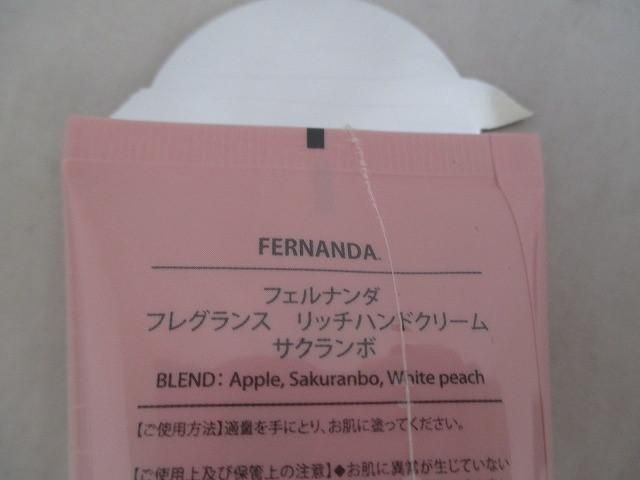 FERNANDA.
フェルナンダ
フレグランス　リッチハンドクリーム
サクランボ
BLEND: Apple, Sakuranbo, White peach
【ご使用方法】適量を手にとり、お肌に塗ってください。
【ご使用上及び保管上の注意】◆お肌に異常が生じていない